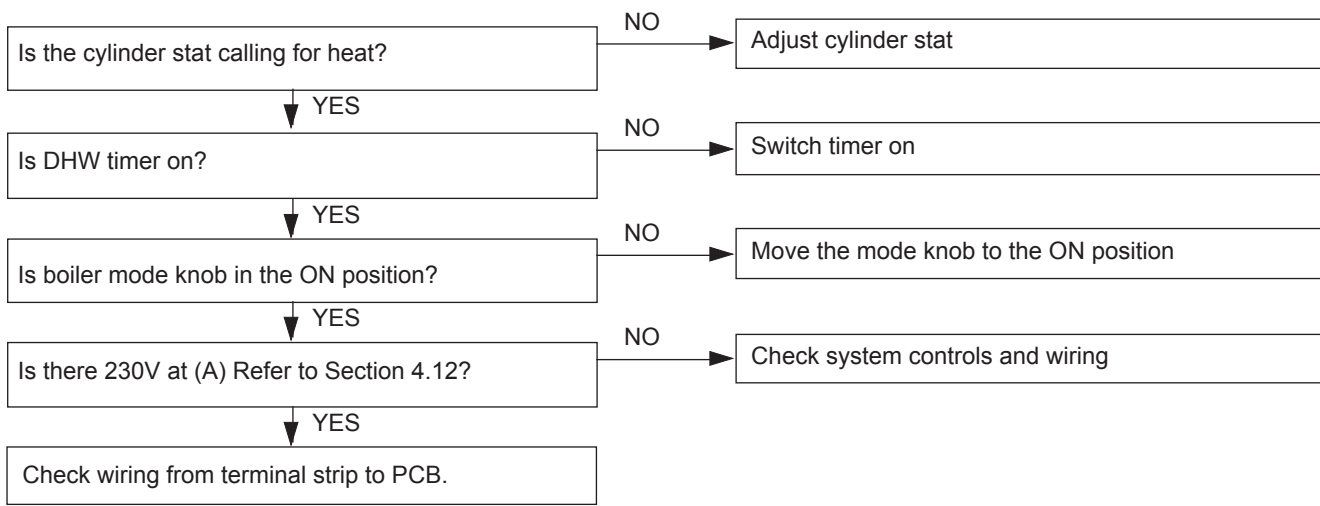 Is the cylinder stat calling for heat?
NO
Adjust cylinder stat
YES
Is DHW timer on?
NO
Switch timer on
YES
Is boiler mode knob in the ON position?
NO
Move the mode knob to the ON position
YES
Is there 230V at (A) Refer to Section 4.12?
NO
Check system controls and wiring
YES
Check wiring from terminal strip to PCB.